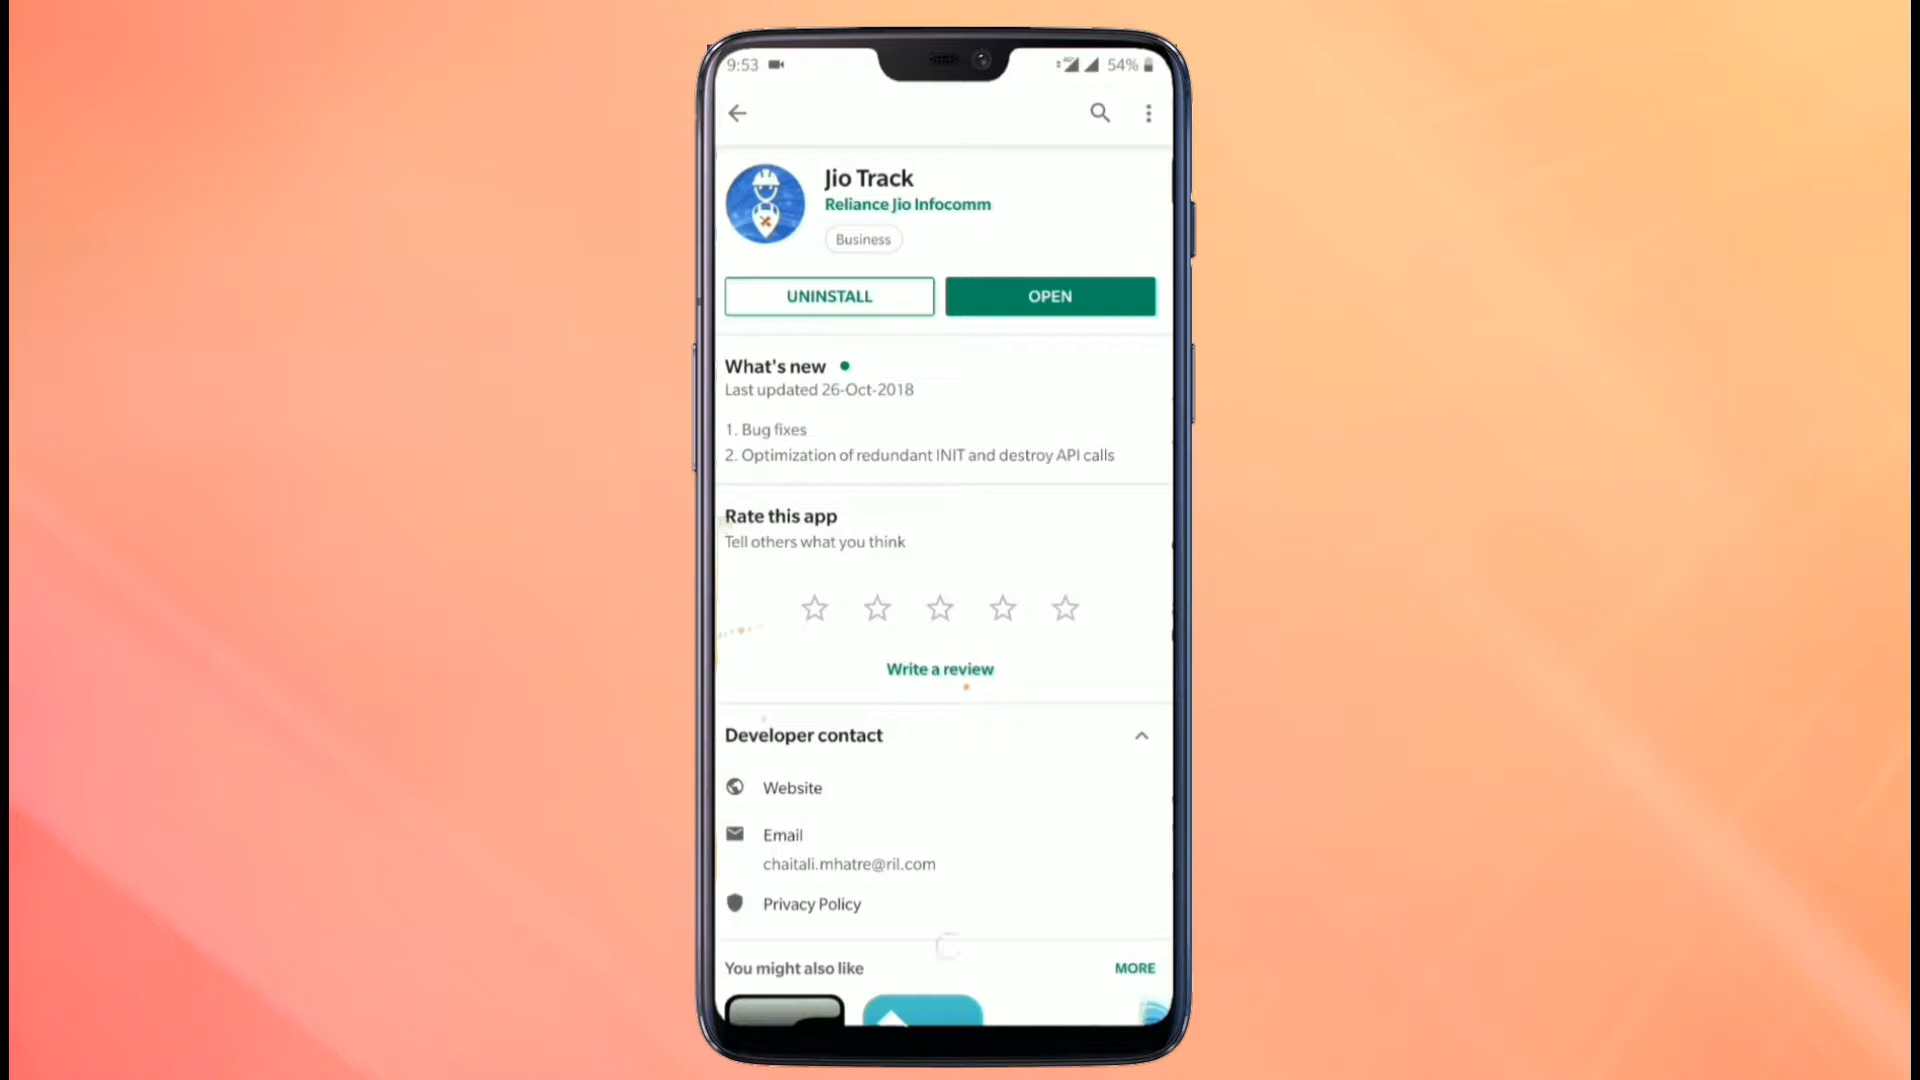 9:53
54%
Jio Track
Reliance Jio Infocomm
Business
UNINSTALL
OPEN
What's new
Last updated 26-Oct-2018
1. Bug fixes
2. Optimization of redundant INIT and destroy API calls
Rate this app
Tell others what you think
Write a review
Developer contact
Website
Email
chaitali.mhatre@ril.com
Privacy Policy
You might also like
MORE